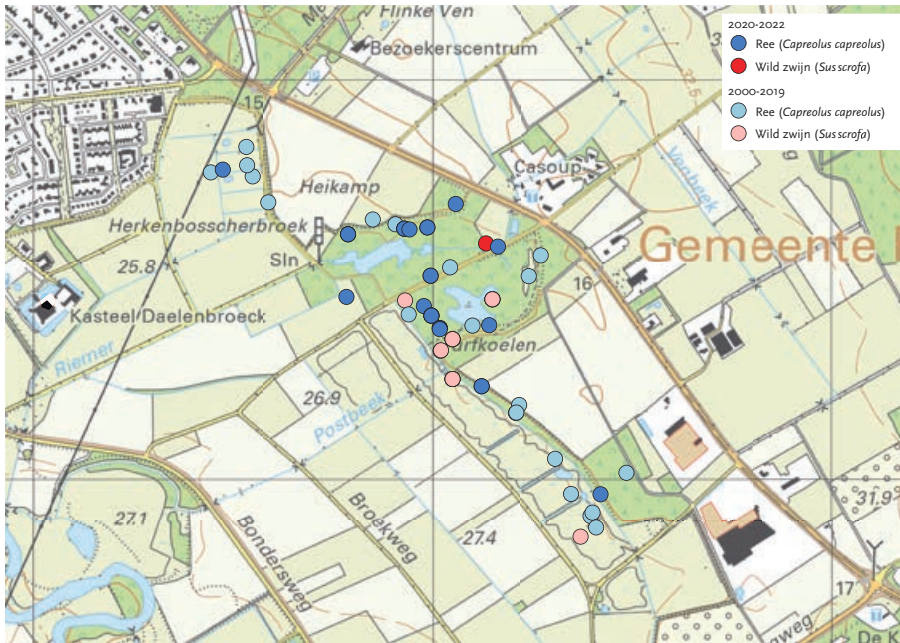 Flinke Ven
Bezoekerscentrum
2020-2022
Ree (Capreolus capreolus)
Wild zwijn (Sus scrofa)
2000-2019
Ree (Capreolus capreolus)
Wild zwijn (Sus scrofa)
15
Casoup
Heikamp
Herkenbosscherbroek
Sln
25.8
Gemeente
16
Kasteel Daelenbroeck
Riemer
26.9
Postbeek
27.1
Bondersweg
Broekweg
27.4
31.9
17
De K